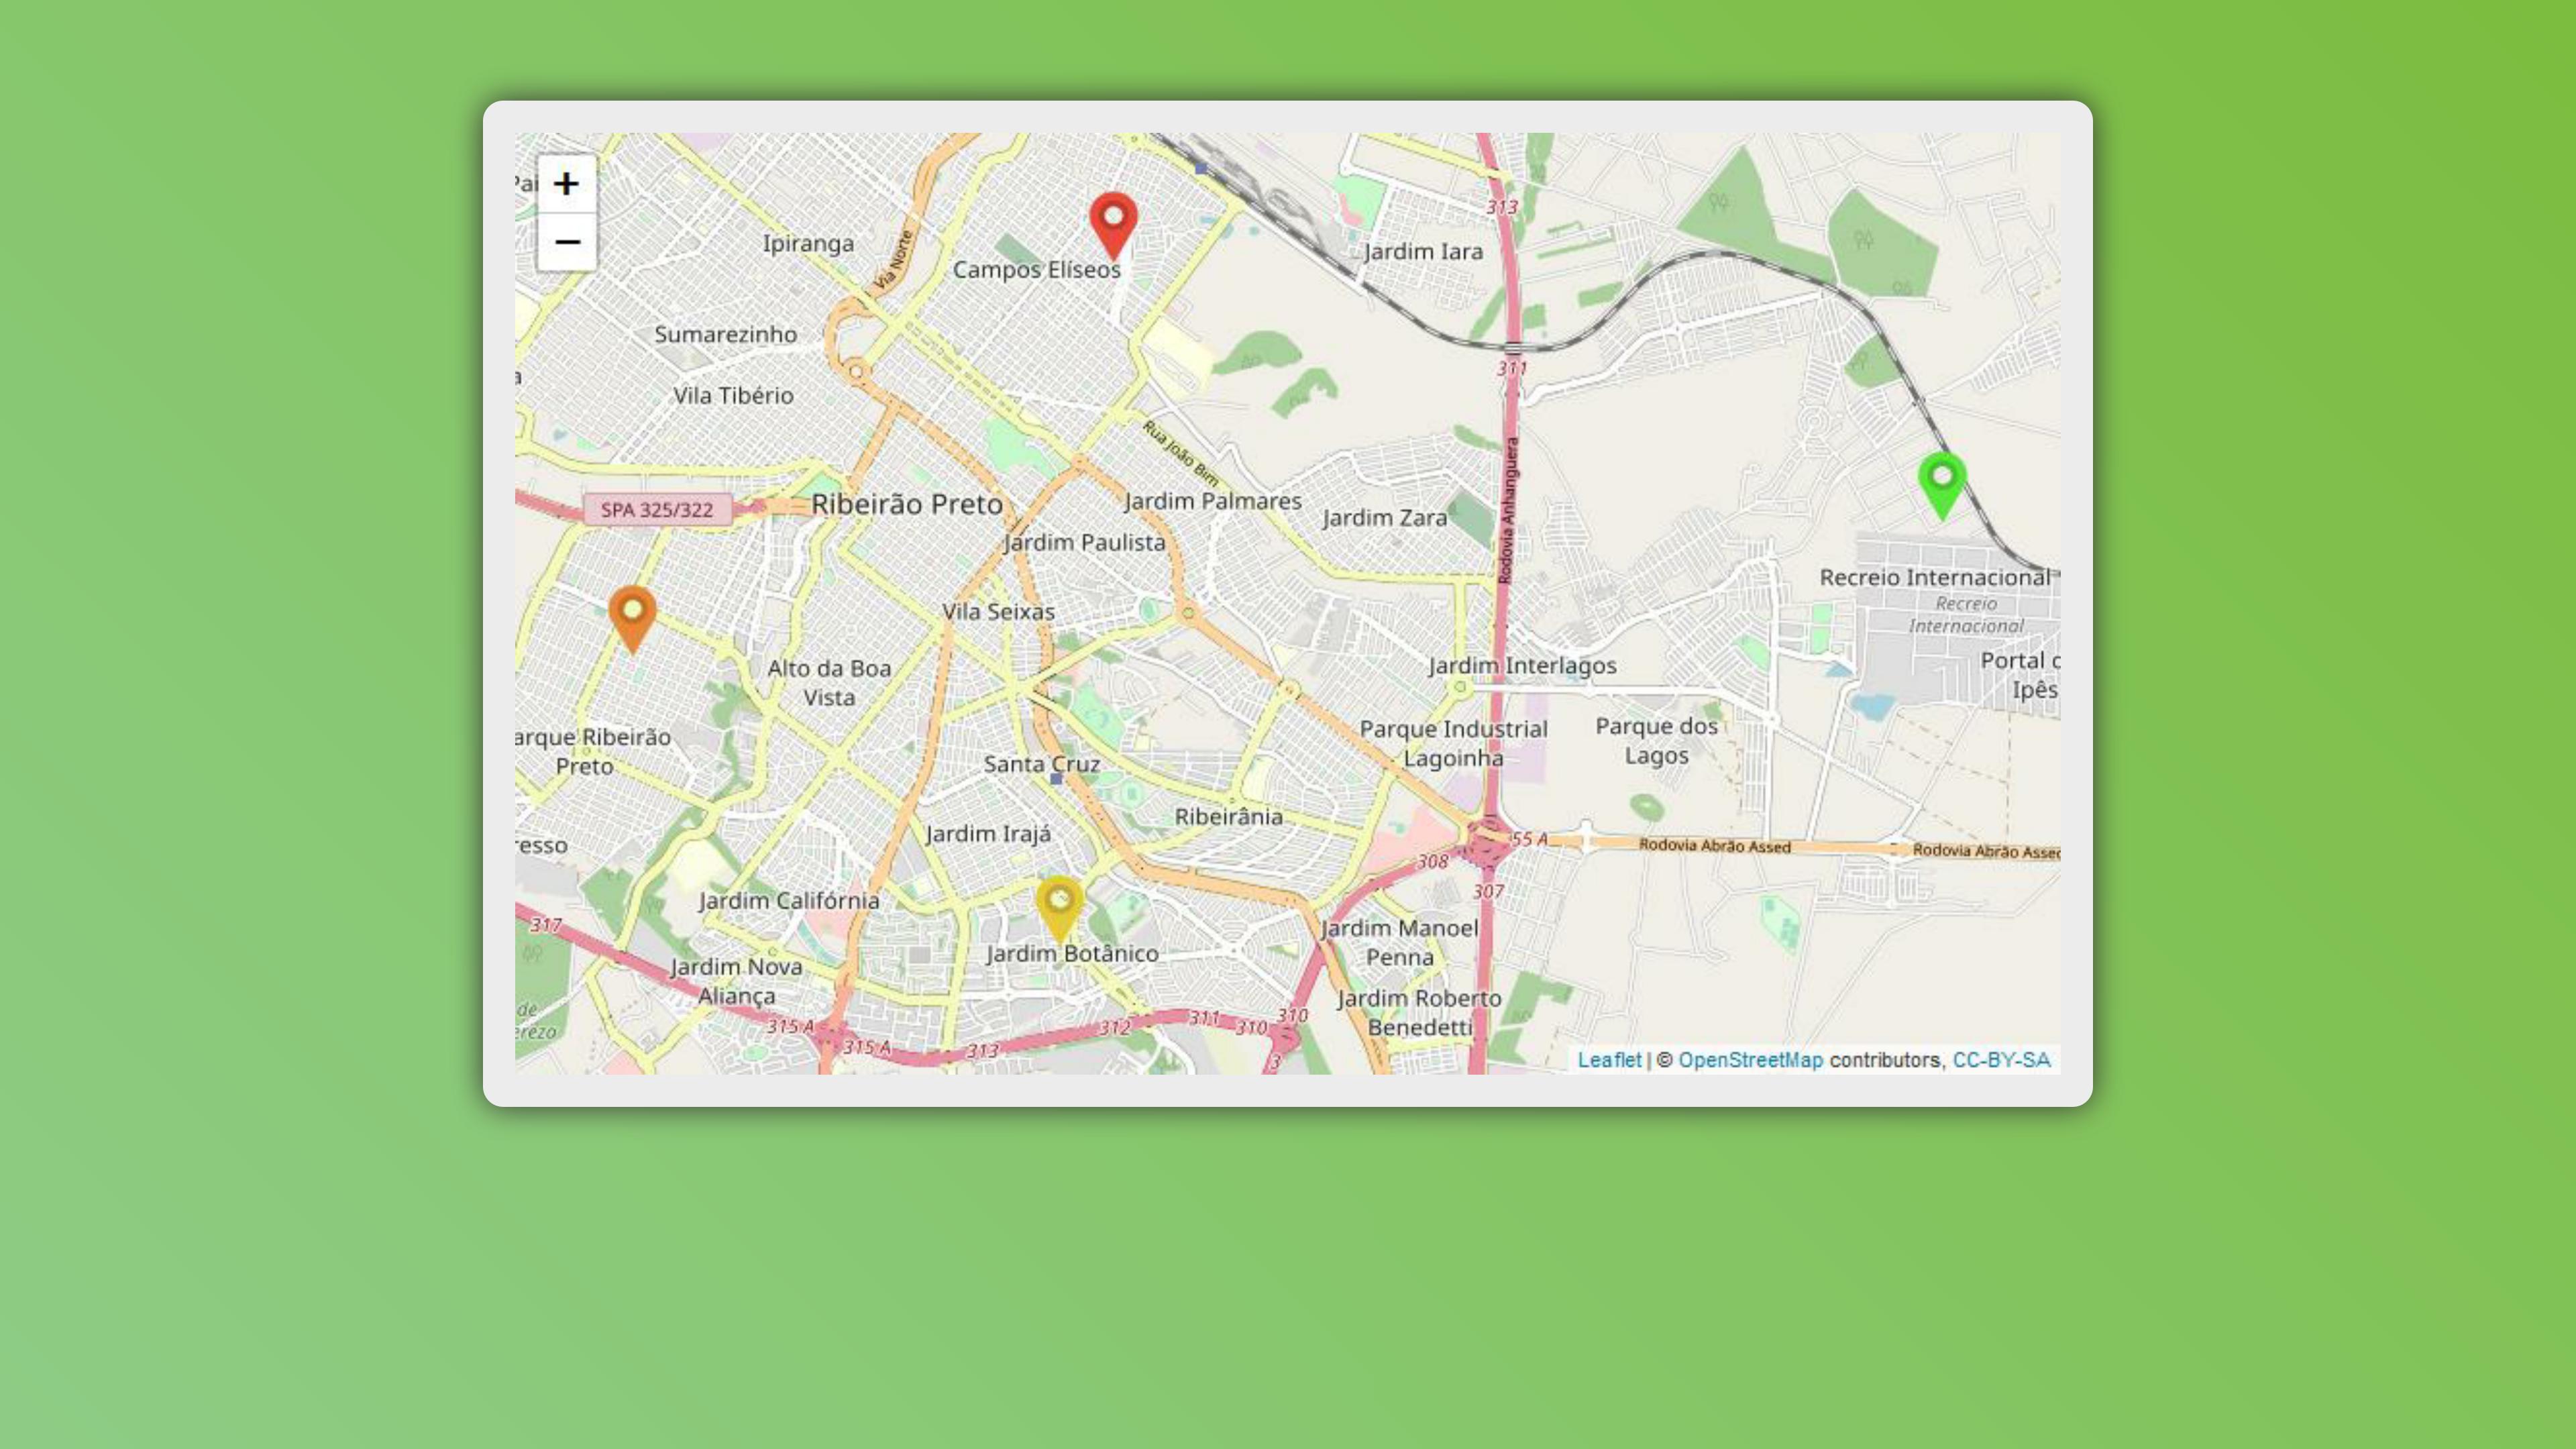 +
−
313
Ipiranga
Via Norte
Jardim Iara
Campos Elíseos
Sumarezinho
311
Vila Tibério
Rua João Bim
Rodovia Anhanguera
Ribeirão Preto
Jardim Palmares
SPA 325/322
Jardim Zara
Jardim Paulista
Recreio Internacional
Recreio
Internacional
Vila Seixas
Alto da Boa
Vista
Jardim Interlagos
Portal
Ipês
Parque Industrial
Lagoinha
Parque dos
Lagos
arque Ribeirão
Preto
Santa Cruz
Ribeirânia
Jardim Irajá
55 A
Rodovia Abrão Assed
Rodovia Abrão Assed
resso
308
307
Jardim Califórnia
317
Jardim Manoel
Penna
Jardim Botânico
Jardim Nova
Aliança
Jardim Roberto
Benedetti
de
ereza
315 A
315 A
313
312
311
310
310
3
Leaflet | © OpenStreetMap contributors, CC-BY-SA